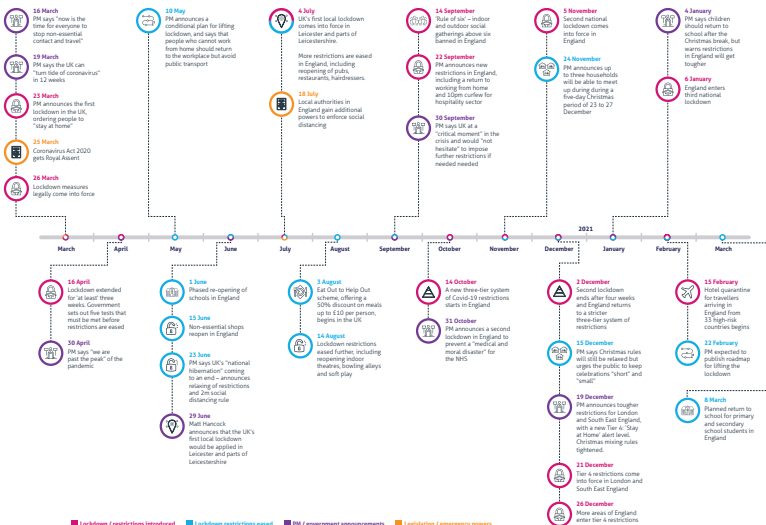 16 March
PM says "now is the
time for everyone to
stop non-essential
contact and travel"
19 March
PM says the UK can
"turn tide of coronavirus"
in 12 weeks
23 March
PM announces the first
lockdown in the UK,
ordering people to
"stay at home"
25 March
Coronavirus Act 2020
gets Royal Assent
26 March
Lockdown measures
legally come into force
10 May
PM announces a
conditional plan for lifting
lockdown, and says that
people who cannot work
from home should return
to the workplace but avoid
public transport
4 July
UK's first local lockdown
comes into force in
Leicester and parts of
Leicestershire.
More restrictions are eased
in England, including
reopening of pubs,
restaurants, hairdressers.
18 July
Local authorities in
England gain additional
powers to enforce social
distancing
14 September
'Rule of six' – indoor
and outdoor social
gatherings above six
banned in England
22 September
PM announces new
restrictions in England,
including a return to
working from home
and 10pm curfew for
hospitality sector
30 September
PM says UK at a
"critical moment" in the
crisis and would "not
hesitate" to impose
further restrictions if
needed needed
5 November
Second national
lockdown comes
into force in
England
24 November
PM announces up
to three households
will be able to meet
up during during a
five-day Christmas
period of 23 to 27
December
4 January
PM says children
should return to
school after the
Christmas break, but
warns restrictions
in England will get
tougher
6 January
England enters
third national
lockdown
2021
March April May June July August September October November December January February March
16 April
Lockdown extended
for 'at least' three
weeks. Government
sets out five tests that
must be met before
restrictions are eased
30 April
PM says "we are
past the peak" of the
pandemic
1 June
Phased re-opening of
schools in England
15 June
Non-essential shops
reopen in England
23 June
PM says UK's "national
hibernation" coming
to an end – announces
relaxing of restrictions
and 2m social
distancing rule
29 June
Matt Hancock
announces that the UK's
first local lockdown
would be applied in
Leicester and parts of
Leicestershire
3 August
Eat Out to Help Out
scheme, offering a
50% discount on meals
up to £10 per person,
begins in the UK
14 August
Lockdown restrictions
eased further, including
reopening indoor
theatres, bowling alleys
and soft play
14 October
A new three-tier system
of Covid-19 restrictions
starts in England
31 October
PM announces a second
lockdown in England to
prevent a "medical and
moral disaster" for
the NHS
2 December
Second lockdown
ends after four weeks
and England returns
to a stricter
three-tier system of
restrictions
15 December
PM says Christmas rules
will still be relaxed but
urges the public to keep
celebrations "short" and
"small"
19 December
PM announces tougher
restrictions for London
and South East England,
with a new Tier 4: 'Stay
at Home' alert level.
Christmas mixing rules
tightened.
21 December
Tier 4 restrictions come
into force in London and
South East England
26 December
More areas of England
enter tier 4 restrictions
15 February
Hotel quarantine
for travellers
arriving in
England from
33 high-risk
countries begins
22 February
PM expected to
publish roadmap
for lifting the
lockdown
8 March
Planned return to
school for primary
and secondary
school students in
England
Lockdown / restrictions introduced Lockdown restrictions eased PM / government announcements Legislation / emergency powers